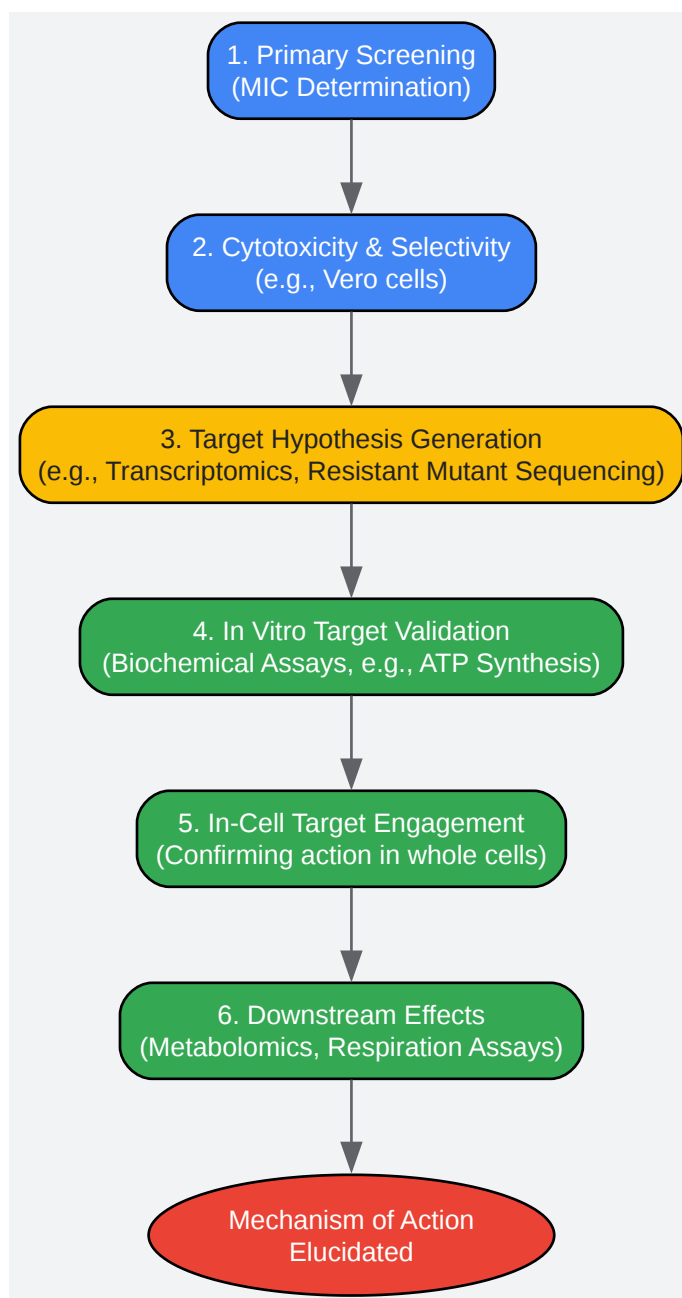 1. Primary Screening
(MIC Determination)
2. Cytotoxicity & Selectivity
(e.g., Vero cells)
3. Target Hypothesis Generation
(e.g., Transcriptomics, Resistant Mutant Sequencing)
4. In Vitro Target Validation
(Biochemical Assays, e.g., ATP Synthesis)
5. In-Cell Target Engagement
(Confirming action in whole cells)
6. Downstream Effects
(Metabolomics, Respiration Assays)
Mechanism of Action
Elucidated